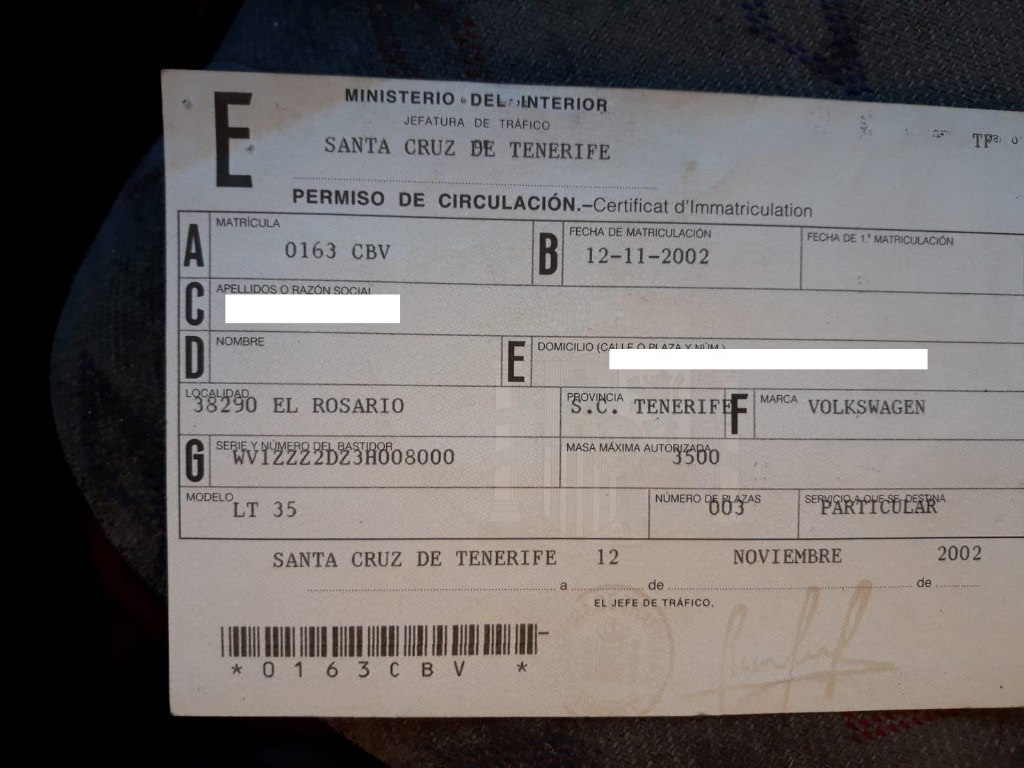 E
MINISTERIO DEL INTERIOR
JEFATURA DE TRÁFICO
SANTA CRUZ DE TENERIFE
TF
PERMISO DE CIRCULACIÓN.–Certificat d'Immatriculation
A MATRÍCULA 0163 CBV B FECHA DE MATRICULACIÓN 12-11-2002 FECHA DE 1.ª MATRICULACIÓN
C APELLIDOS O RAZÓN SOCIAL
D NOMBRE E DOMICILIO (CALLE O PLAZA Y NÚM.)
LOCALIDAD 38290 EL ROSARIO PROVINCIA S.C. TENERIFE F MARCA VOLKSWAGEN
G SERIE Y NÚMERO DEL BASTIDOR WV1ZZZ2DZ3H008000 MASA MÁXIMA AUTORIZADA 3500
MODELO LT 35 NÚMERO DE PLAZAS 003 SERVICIO A QUE SE DESTINA PARTICULAR
SANTA CRUZ DE TENERIFE 12 NOVIEMBRE 2002
a de de
EL JEFE DE TRÁFICO,
*0163CBV *